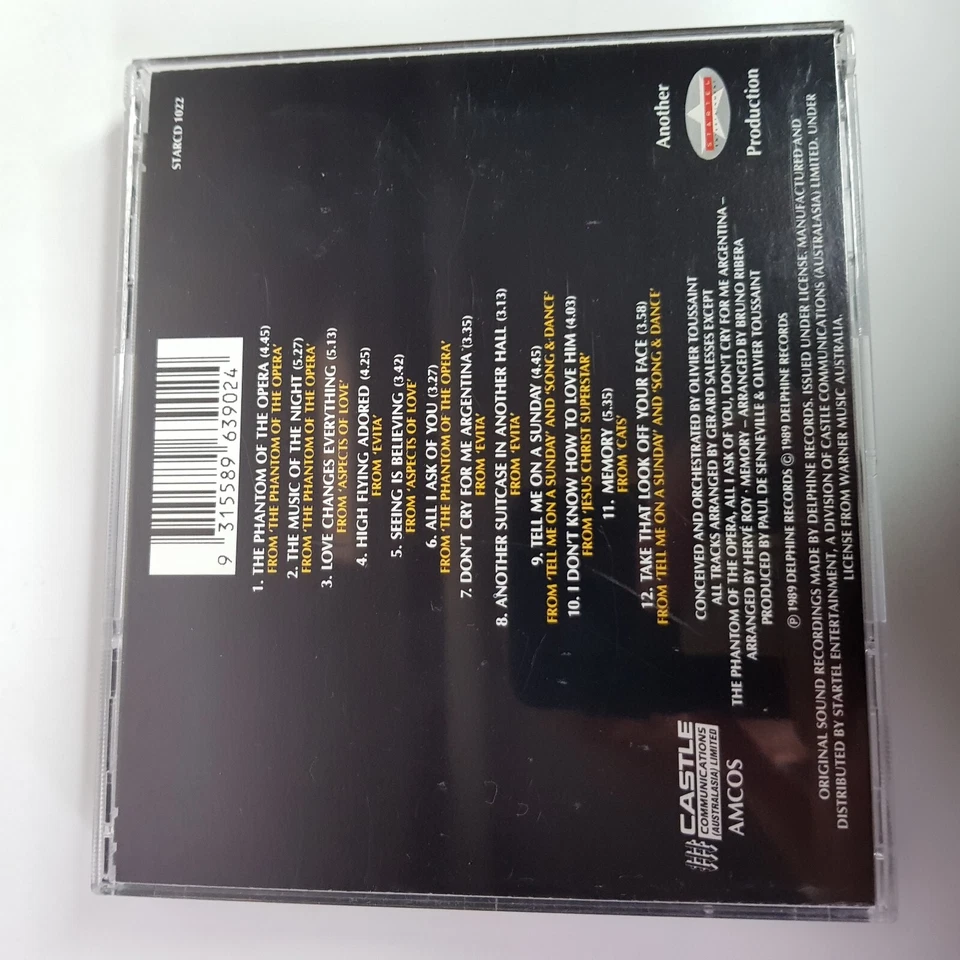 STARCD 1022
9 315589 639024
1. THE PHANTOM OF THE OPERA (4.45)
FROM 'THE PHANTOM OF THE OPERA'
2. THE MUSIC OF THE NIGHT (5.27)
FROM 'THE PHANTOM OF THE OPERA'
3. LOVE CHANGES EVERYTHING (5.13)
FROM 'ASPECTS OF LOVE'
4. HIGH FLYING ADORED (4.25)
FROM 'EVITA'
5. SEEING IS BELIEVING (3.42)
FROM 'ASPECTS OF LOVE'
6. ALL I ASK OF YOU (3.27)
FROM 'THE PHANTOM OF THE OPERA'
7. DON'T CRY FOR ME ARGENTINA (3.35)
FROM 'EVITA'
8. ANOTHER SUITCASE IN ANOTHER HALL (3.13)
FROM 'EVITA'
9. TELL ME ON A SUNDAY (4.45)
FROM 'TELL ME ON A SUNDAY' AND 'SONG & DANCE'
10. I DON'T KNOW HOW TO LOVE HIM (4.03)
FROM 'JESUS CHRIST SUPERSTAR'
11. MEMORY (5.35)
FROM 'CATS'
12. TAKE THAT LOOK OFF YOUR FACE (3.58)
FROM 'TELL ME ON A SUNDAY' AND 'SONG & DANCE'
CONCEIVED AND ORCHESTRATED BY OLIVIER TOUSSAINT
ALL TRACKS ARRANGED BY GERARD SALESSES EXCEPT
THE PHANTOM OF THE OPERA, ALL I ASK OF YOU, DON'T CRY FOR ME ARGENTINA –
ARRANGED BY HERVÉ ROY · MEMORY – ARRANGED BY BRUNO RIBERA
PRODUCED BY PAUL DE SENNEVILLE & OLIVIER TOUSSAINT
℗ 1989 DELPHINE RECORDS © 1989 DELPHINE RECORDS
CASTLE
COMMUNICATIONS
(AUSTRALASIA) LIMITED
AMCOS
Another
STARTEL
Production
ORIGINAL SOUND RECORDINGS MADE BY DELPHINE RECORDS. ISSUED UNDER LICENSE. MANUFACTURED AND
DISTRIBUTED BY STARTEL ENTERTAINMENT, A DIVISION OF CASTLE COMMUNICATIONS (AUSTRALASIA) LIMITED. UNDER
LICENSE FROM WARNER MUSIC AUSTRALIA.